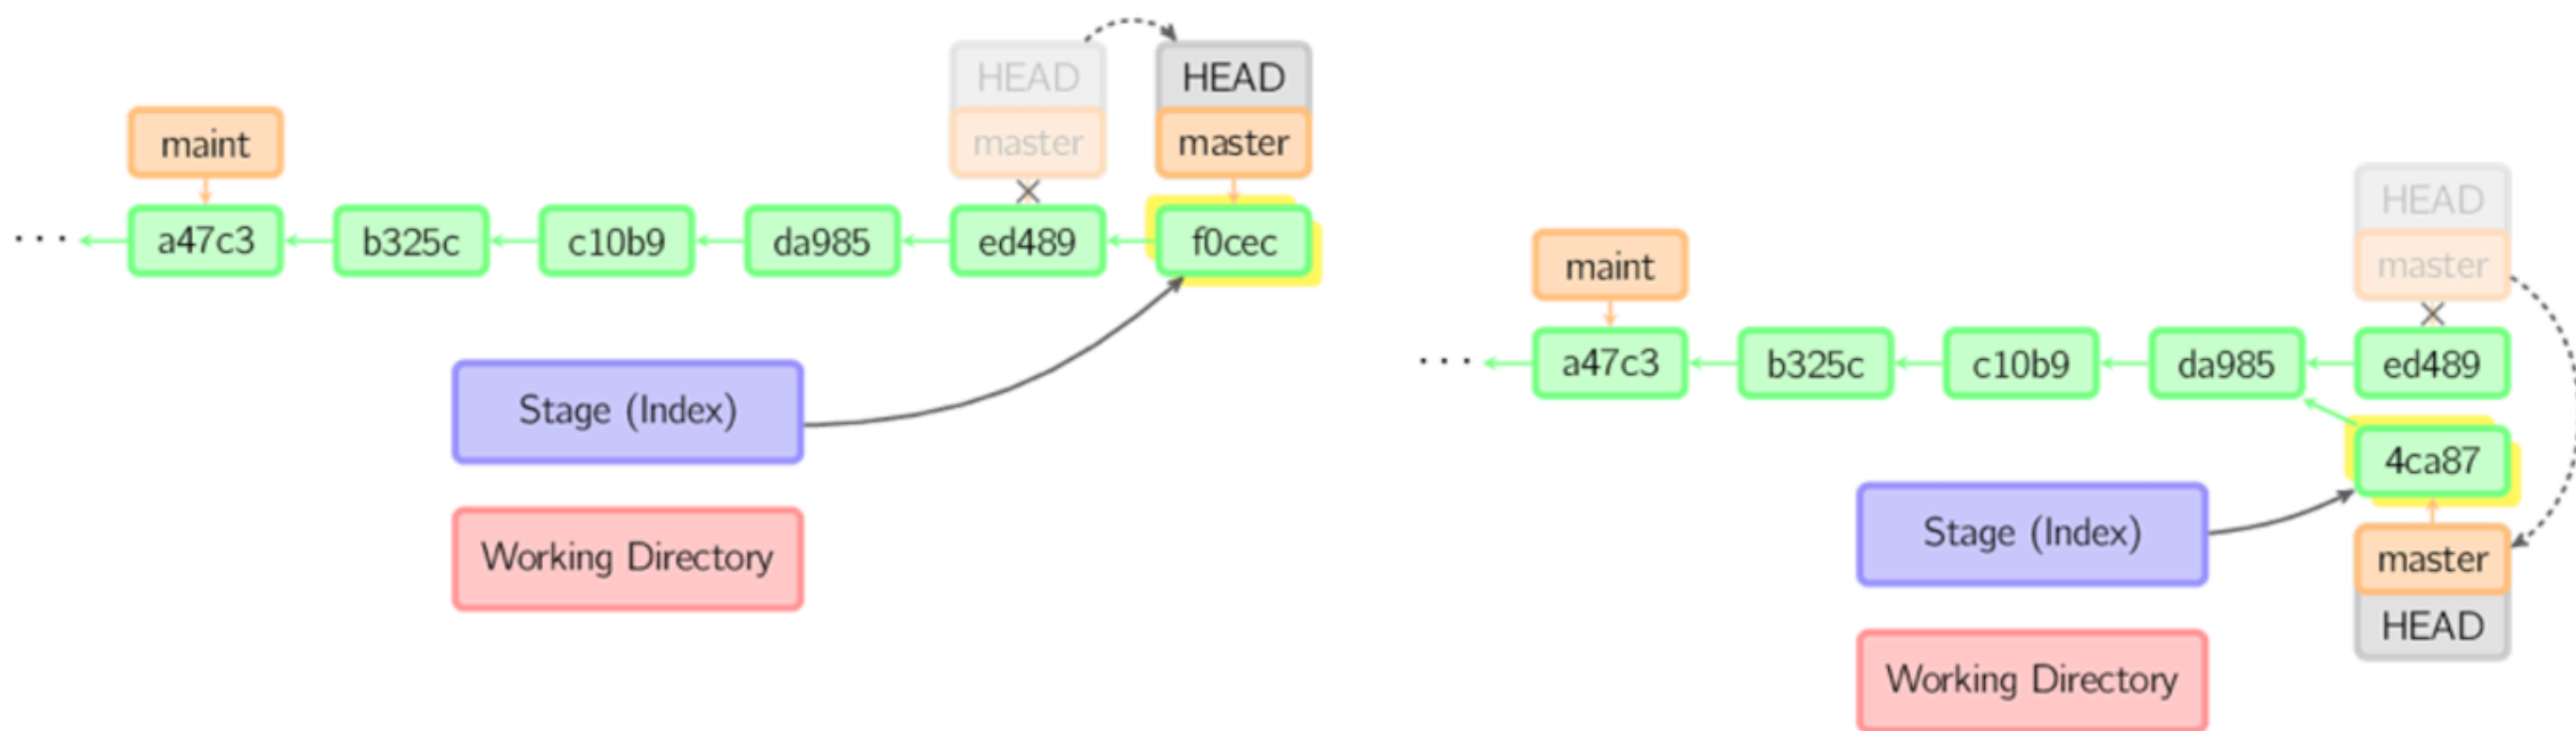 HEAD
HEAD
maint
master
master
· · ·
a47c3
b325c
c10b9
da985
ed489
f0cec
Stage (Index)
Working Directory
HEAD
maint
master
· · ·
a47c3
b325c
c10b9
da985
ed489
4ca87
Stage (Index)
master
HEAD
Working Directory